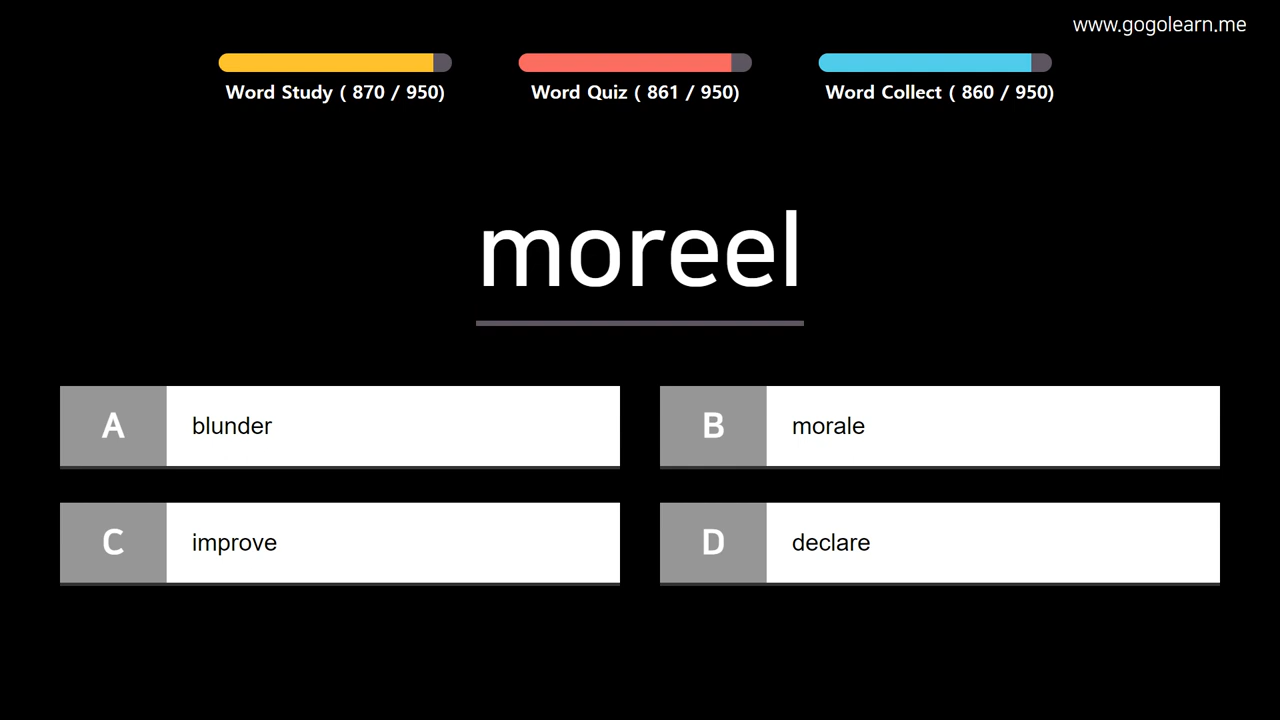 www.gogolearn.me
Word Study ( 870 / 950)
Word Quiz ( 861 / 950)
Word Collect ( 860 / 950)
moreel
A blunder
B morale
C improve
D declare